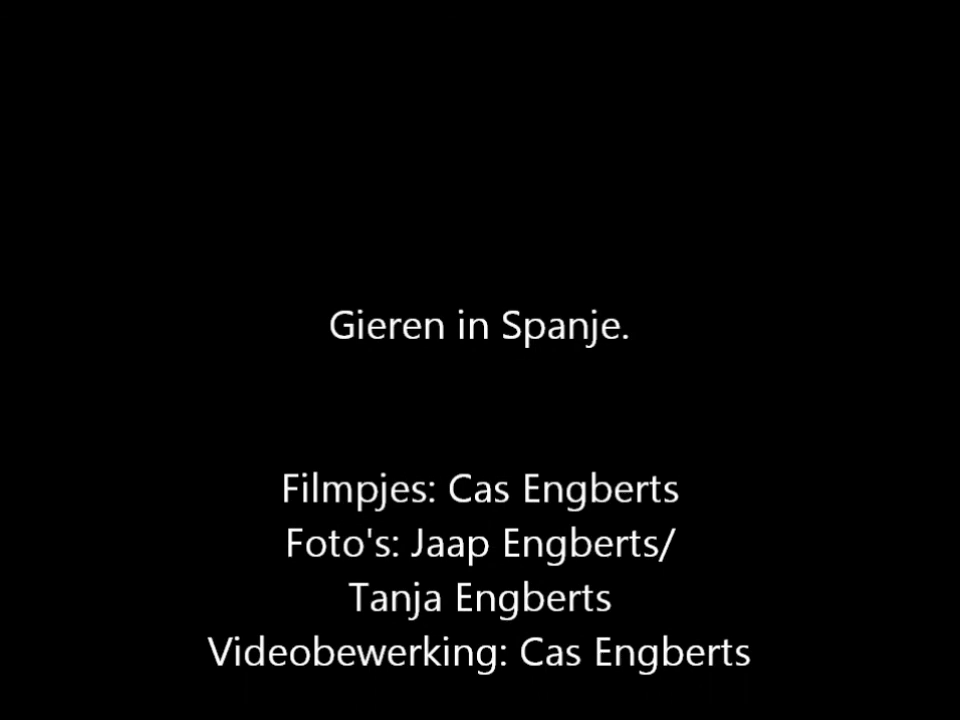 Gieren in Spanje.
Filmpjes: Cas Engberts
Foto's: Jaap Engberts/
Tanja Engberts
Videobewerking: Cas Engberts